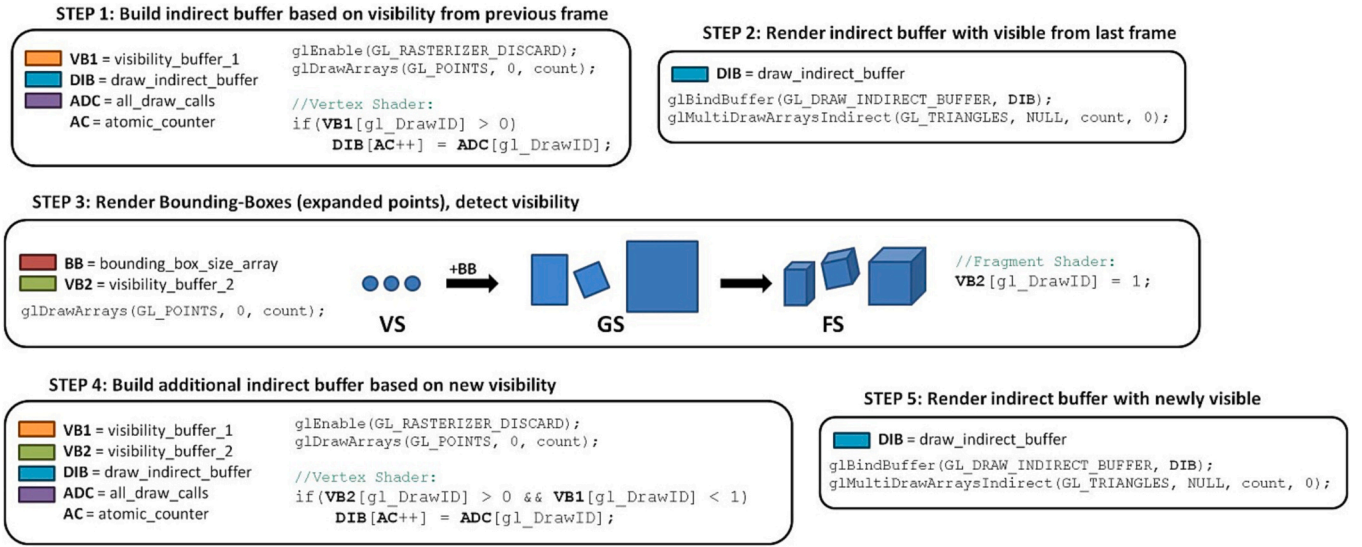 STEP 1: Build indirect buffer based on visibility from previous frame
VB1 = visibility_buffer_1
DIB = draw_indirect_buffer
ADC = all_draw_calls
AC = atomic_counter
glEnable(GL_RASTERIZER_DISCARD);
glDrawArrays(GL_POINTS, 0, count);
//Vertex Shader:
if(VB1[gl_DrawID] > 0)
DIB[AC++] = ADC[gl_DrawID];
STEP 2: Render indirect buffer with visible from last frame
DIB = draw_indirect_buffer
glBindBuffer(GL_DRAW_INDIRECT_BUFFER, DIB);
glMultiDrawArraysIndirect(GL_TRIANGLES, NULL, count, 0);
STEP 3: Render Bounding-Boxes (expanded points), detect visibility
BB = bounding_box_size_array
VB2 = visibility_buffer_2
glDrawArrays(GL_POINTS, 0, count);
VS
+BB
GS
FS
//Fragment Shader:
VB2[gl_DrawID] = 1;
STEP 4: Build additional indirect buffer based on new visibility
VB1 = visibility_buffer_1
VB2 = visibility_buffer_2
DIB = draw_indirect_buffer
ADC = all_draw_calls
AC = atomic_counter
glEnable(GL_RASTERIZER_DISCARD);
glDrawArrays(GL_POINTS, 0, count);
//Vertex Shader:
if(VB2[gl_DrawID] > 0 && VB1[gl_DrawID] < 1)
DIB[AC++] = ADC[gl_DrawID];
STEP 5: Render indirect buffer with newly visible
DIB = draw_indirect_buffer
glBindBuffer(GL_DRAW_INDIRECT_BUFFER, DIB);
glMultiDrawArraysIndirect(GL_TRIANGLES, NULL, count, 0);